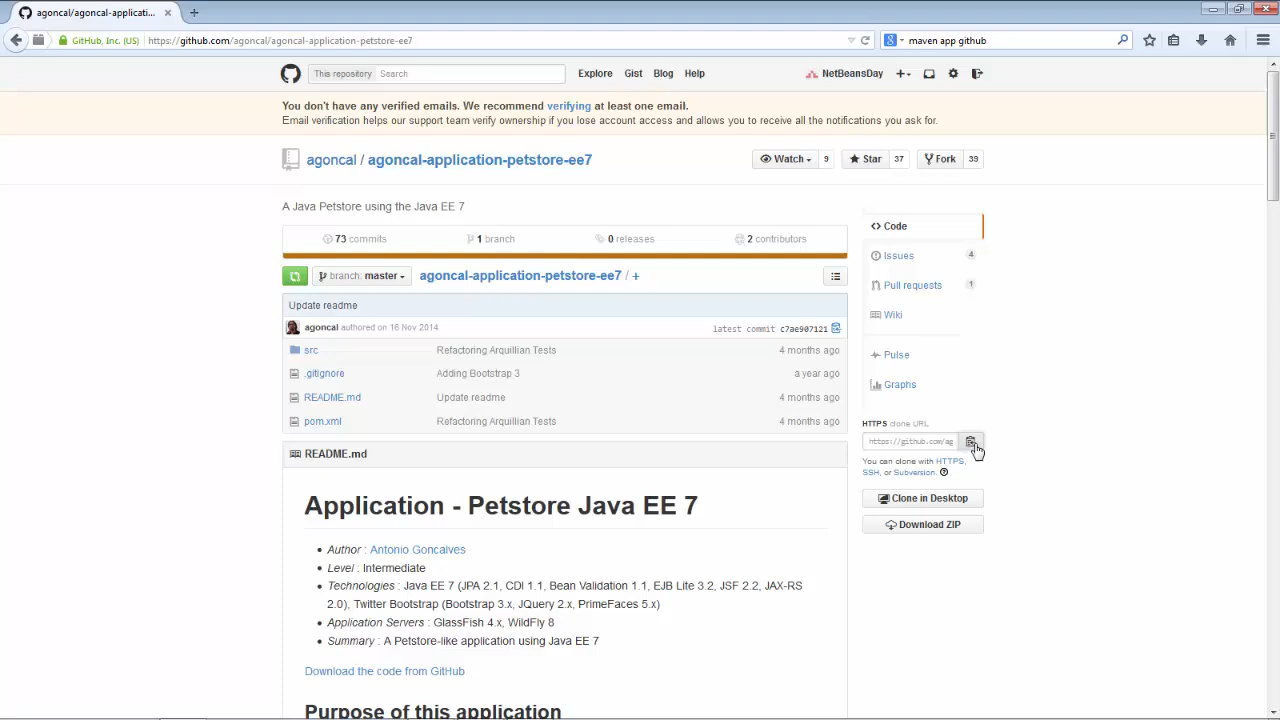 agoncal/agoncal-applicati...
GitHub, Inc. (US)
https://github.com/agoncal/agoncal-application-petstore-ee7
maven app github
This repository
Search
Explore
Gist
Blog
Help
NetBeansDay
You don't have any verified emails. We recommend verifying at least one email.
Email verification helps our support team verify ownership if you lose account access and allows you to receive all the notifications you ask for.
agoncal / agoncal-application-petstore-ee7
Watch 9
Star 37
Fork 39
A Java Petstore using the Java EE 7
73 commits
1 branch
0 releases
2 contributors
branch: master
agoncal-application-petstore-ee7 / +
Update readme
agoncal authored on 16 Nov 2014
latest commit c7ae907121
src Refactoring Arquillian Tests 4 months ago
.gitignore Adding Bootstrap 3 a year ago
README.md Update readme 4 months ago
pom.xml Refactoring Arquillian Tests 4 months ago
README.md
Application - Petstore Java EE 7
• Author : Antonio Goncalves
• Level : Intermediate
• Technologies : Java EE 7 (JPA 2.1, CDI 1.1, Bean Validation 1.1, EJB Lite 3.2, JSF 2.2, JAX-RS
2.0), Twitter Bootstrap (Bootstrap 3.x, JQuery 2.x, PrimeFaces 5.x)
• Application Servers : GlassFish 4.x, WildFly 8
• Summary : A Petstore-like application using Java EE 7
Download the code from GitHub
Purpose of this application
Code
Issues 4
Pull requests 1
Wiki
Pulse
Graphs
HTTPS clone URL
https://github.com/ag
You can clone with HTTPS,
SSH, or Subversion.
Clone in Desktop
Download ZIP